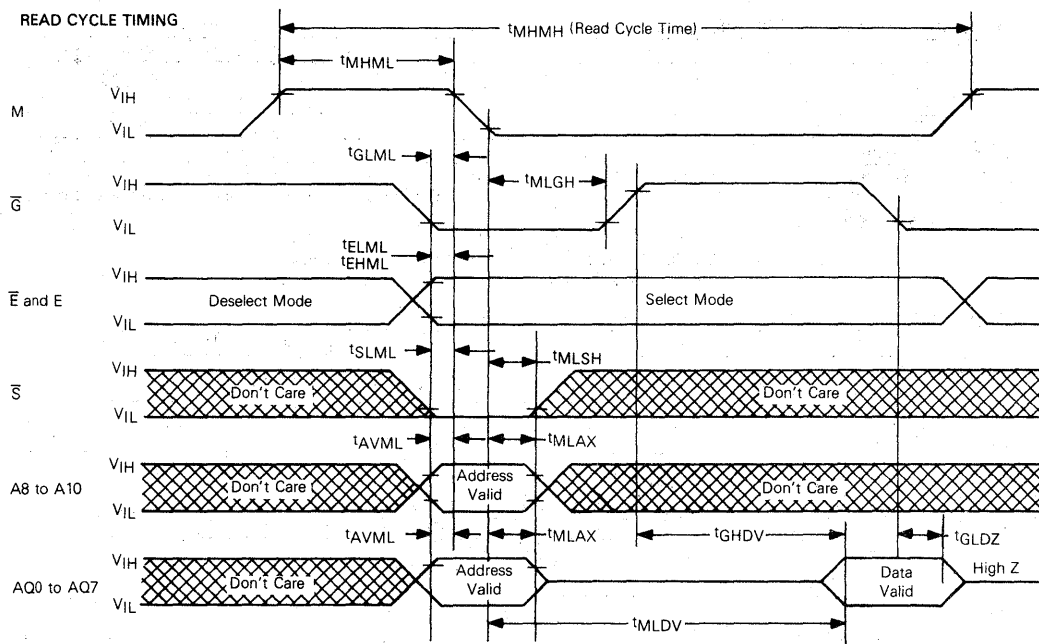 READ CYCLE TIMING
tMHMH (Read Cycle Time)
tMHML
M
VIH
VIL
tGLML
tMLGH
G̅
VIH
VIL
tELML
tEHML
E̅ and E
VIH
VIL
Deselect Mode
Select Mode
tSLML
tMLSH
S̅
VIH
VIL
Don't Care
Don't Care
tAVML
tMLAX
A8 to A10
VIH
VIL
Don't Care
Address
Valid
Don't Care
tAVML
tMLAX
tGHDV
tGLDZ
AQ0 to AQ7
VIH
VIL
Don't Care
Address
Valid
Data
Valid
High Z
tMLDV